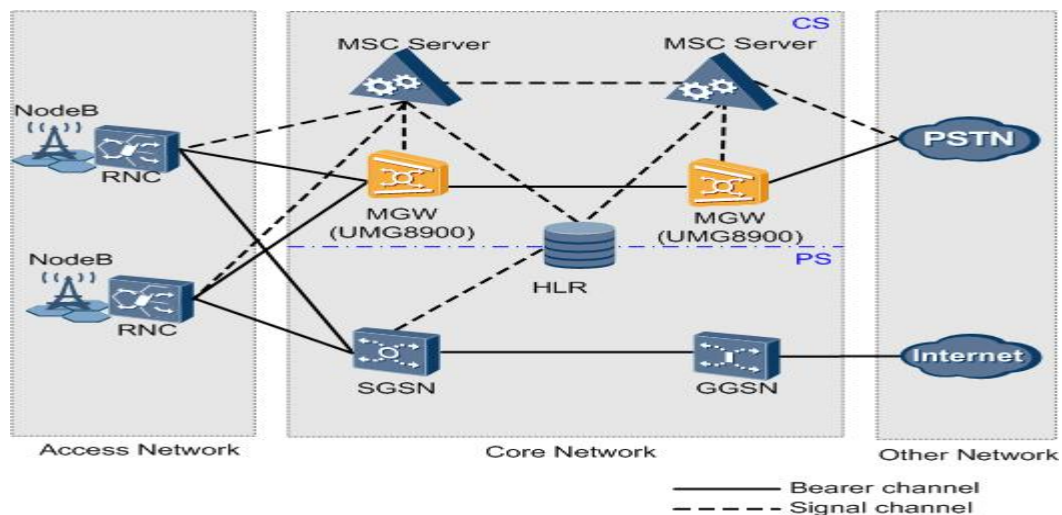 CS
MSC Server
MSC Server
NodeB
RNC
PSTN
MGW
(UMG8900)
MGW
(UMG8900)
NodeB
RNC
HLR
PS
SGSN
GGSN
Internet
Access Network
Core Network
Other Network
Bearer channel
Signal channel